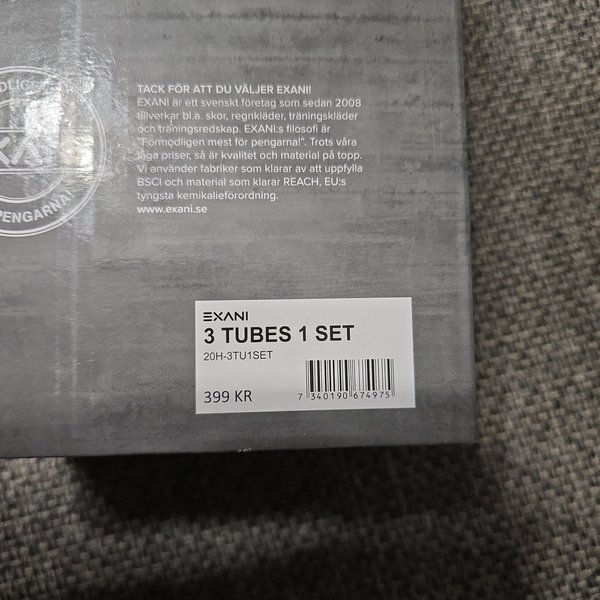 TACK FÖR ATT DU VÄLJER EXANI!
EXANI är ett svenskt företag som sedan 2008
tillverkar bl.a. skor, regnkläder, träningskläder
och träningsredskap. EXANI:s filosofi är
"Förmodligen mest för pengarna!". Trots våra
låga priser, så är kvalitet och material på topp.
Vi använder fabriker som klarar av att uppfylla
BSCI och material som klarar REACH, EU:s
tyngsta kemikalieförordning.
www.exani.se
PENGARNA!
EXANI
3 TUBES 1 SET
20H-3TU1SET
399 KR
7 340190 674975